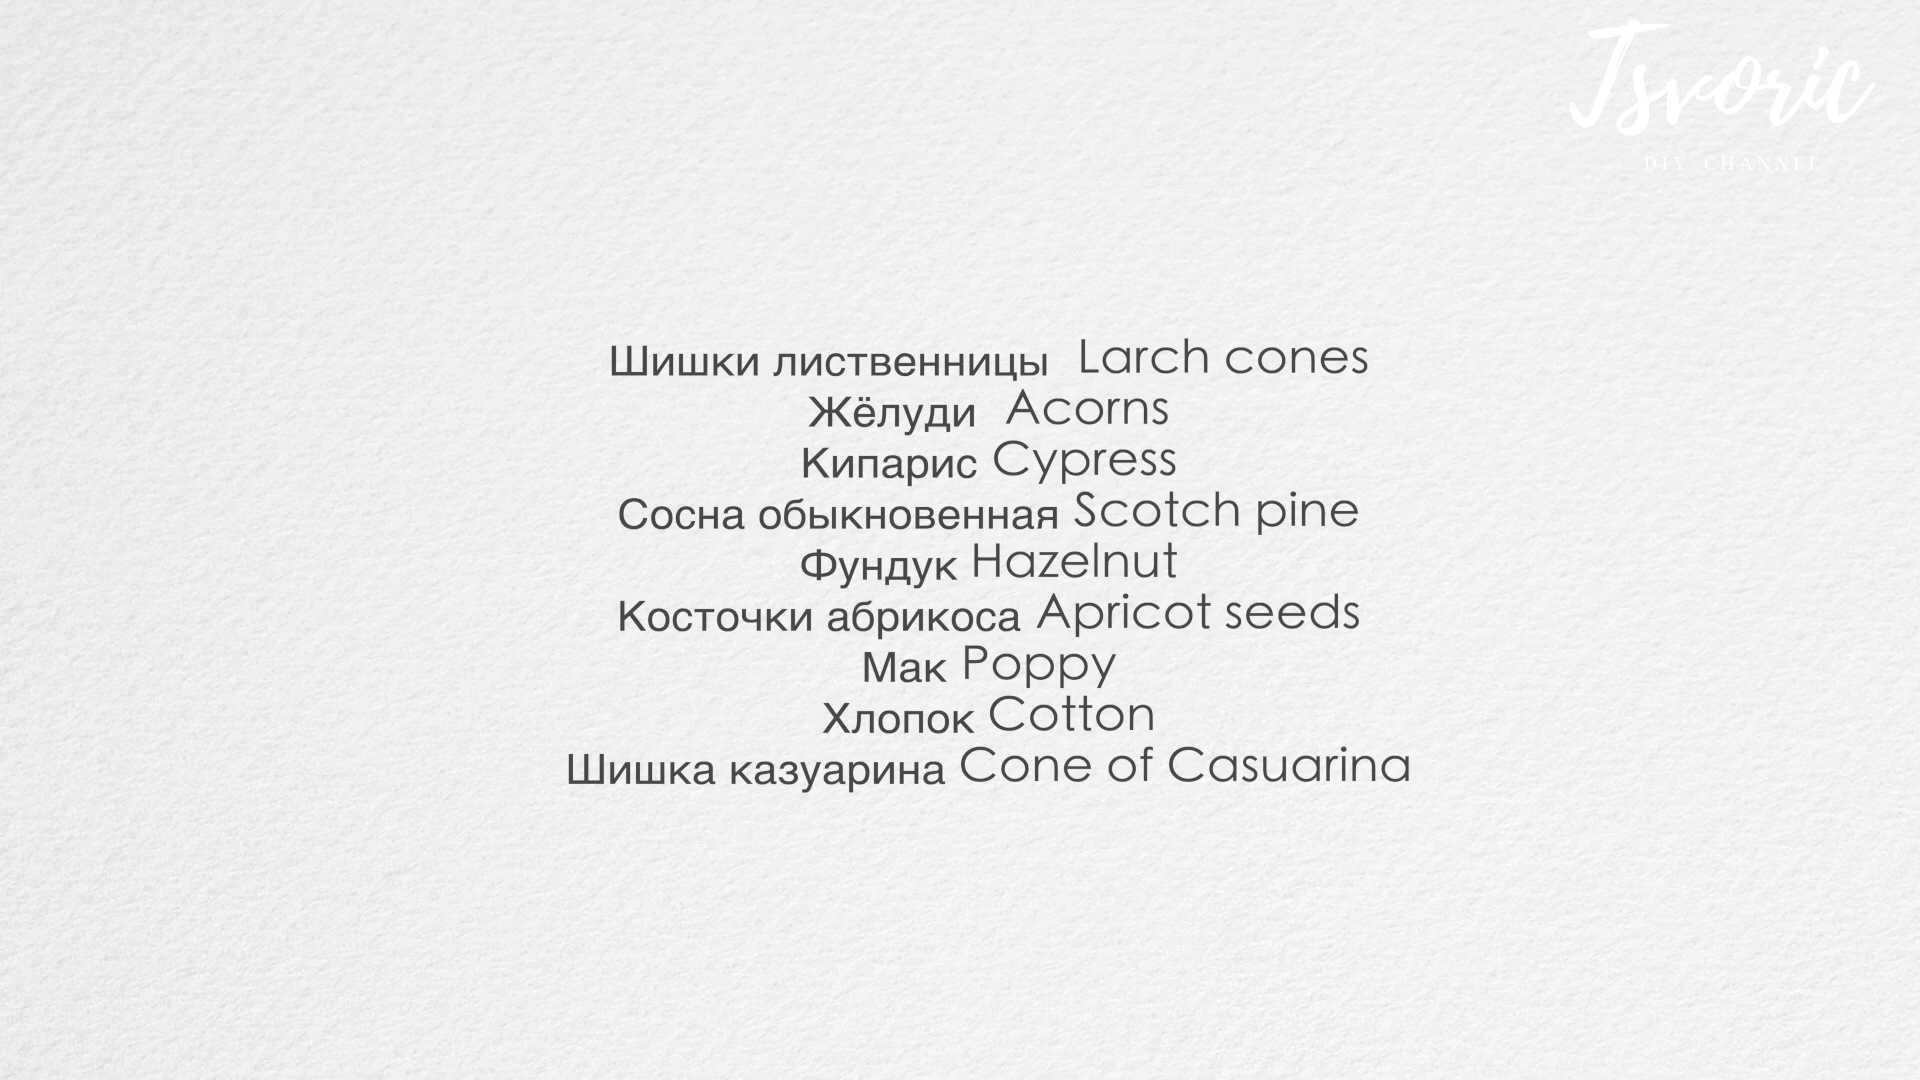 Tsvoric
DIY CHANNEL
Шишки лиственницы Larch cones
Жёлуди Acorns
Кипарис Cypress
Сосна обыкновенная Scotch pine
Фундук Hazelnut
Косточки абрикоса Apricot seeds
Мак Poppy
Хлопок Cotton
Шишка казуарина Cone of Casuarina